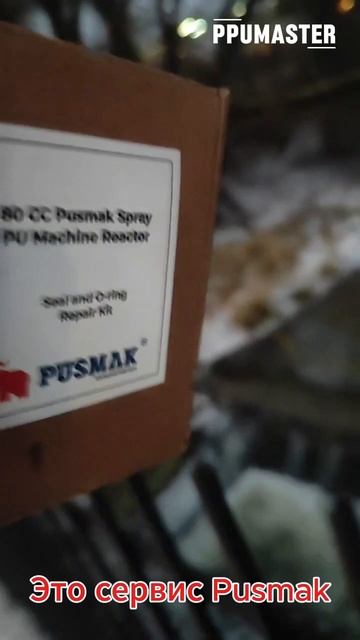 PPUMASTER
80 CC Pusmak Spray
PU Machine Reactor
Seal and O-ring
Repair Kit
PUSMAK®
Это сервис Pusmak